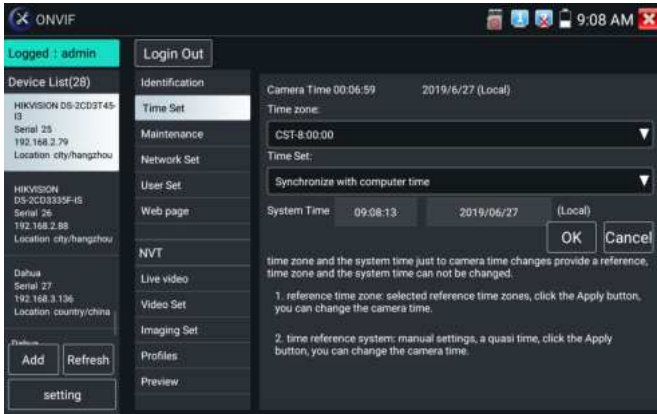 ONVIF
9:08 AM
Logged : admin
Login Out
Device List(28)
HIKVISION DS-2CD3T45-
I3
Serial 25
192.168.2.79
Location city/hangzhou
HIKVISION
DS-2CD3335F-IS
Serial 26
192.168.2.88
Location city/hangzhou
Dahua
Serial 27
192.168.3.136
Location country/china
Dahua
Add
Refresh
setting
Identification
Time Set
Maintenance
Network Set
User Set
Web page
NVT
Live video
Video Set
Imaging Set
Profiles
Preview
Camera Time 00:06:59
2019/6/27 (Local)
Time zone:
CST-8:00:00
Time Set:
Synchronize with computer time
System Time
09:08:13
2019/06/27
(Local)
OK
Cancel
time zone and the system time just to camera time changes provide a reference,
time zone and the system time can not be changed.
1. reference time zone: selected reference time zones, click the Apply button,
you can change the camera time.
2. time reference system: manual settings, a quasi time, click the Apply
button, you can change the camera time.